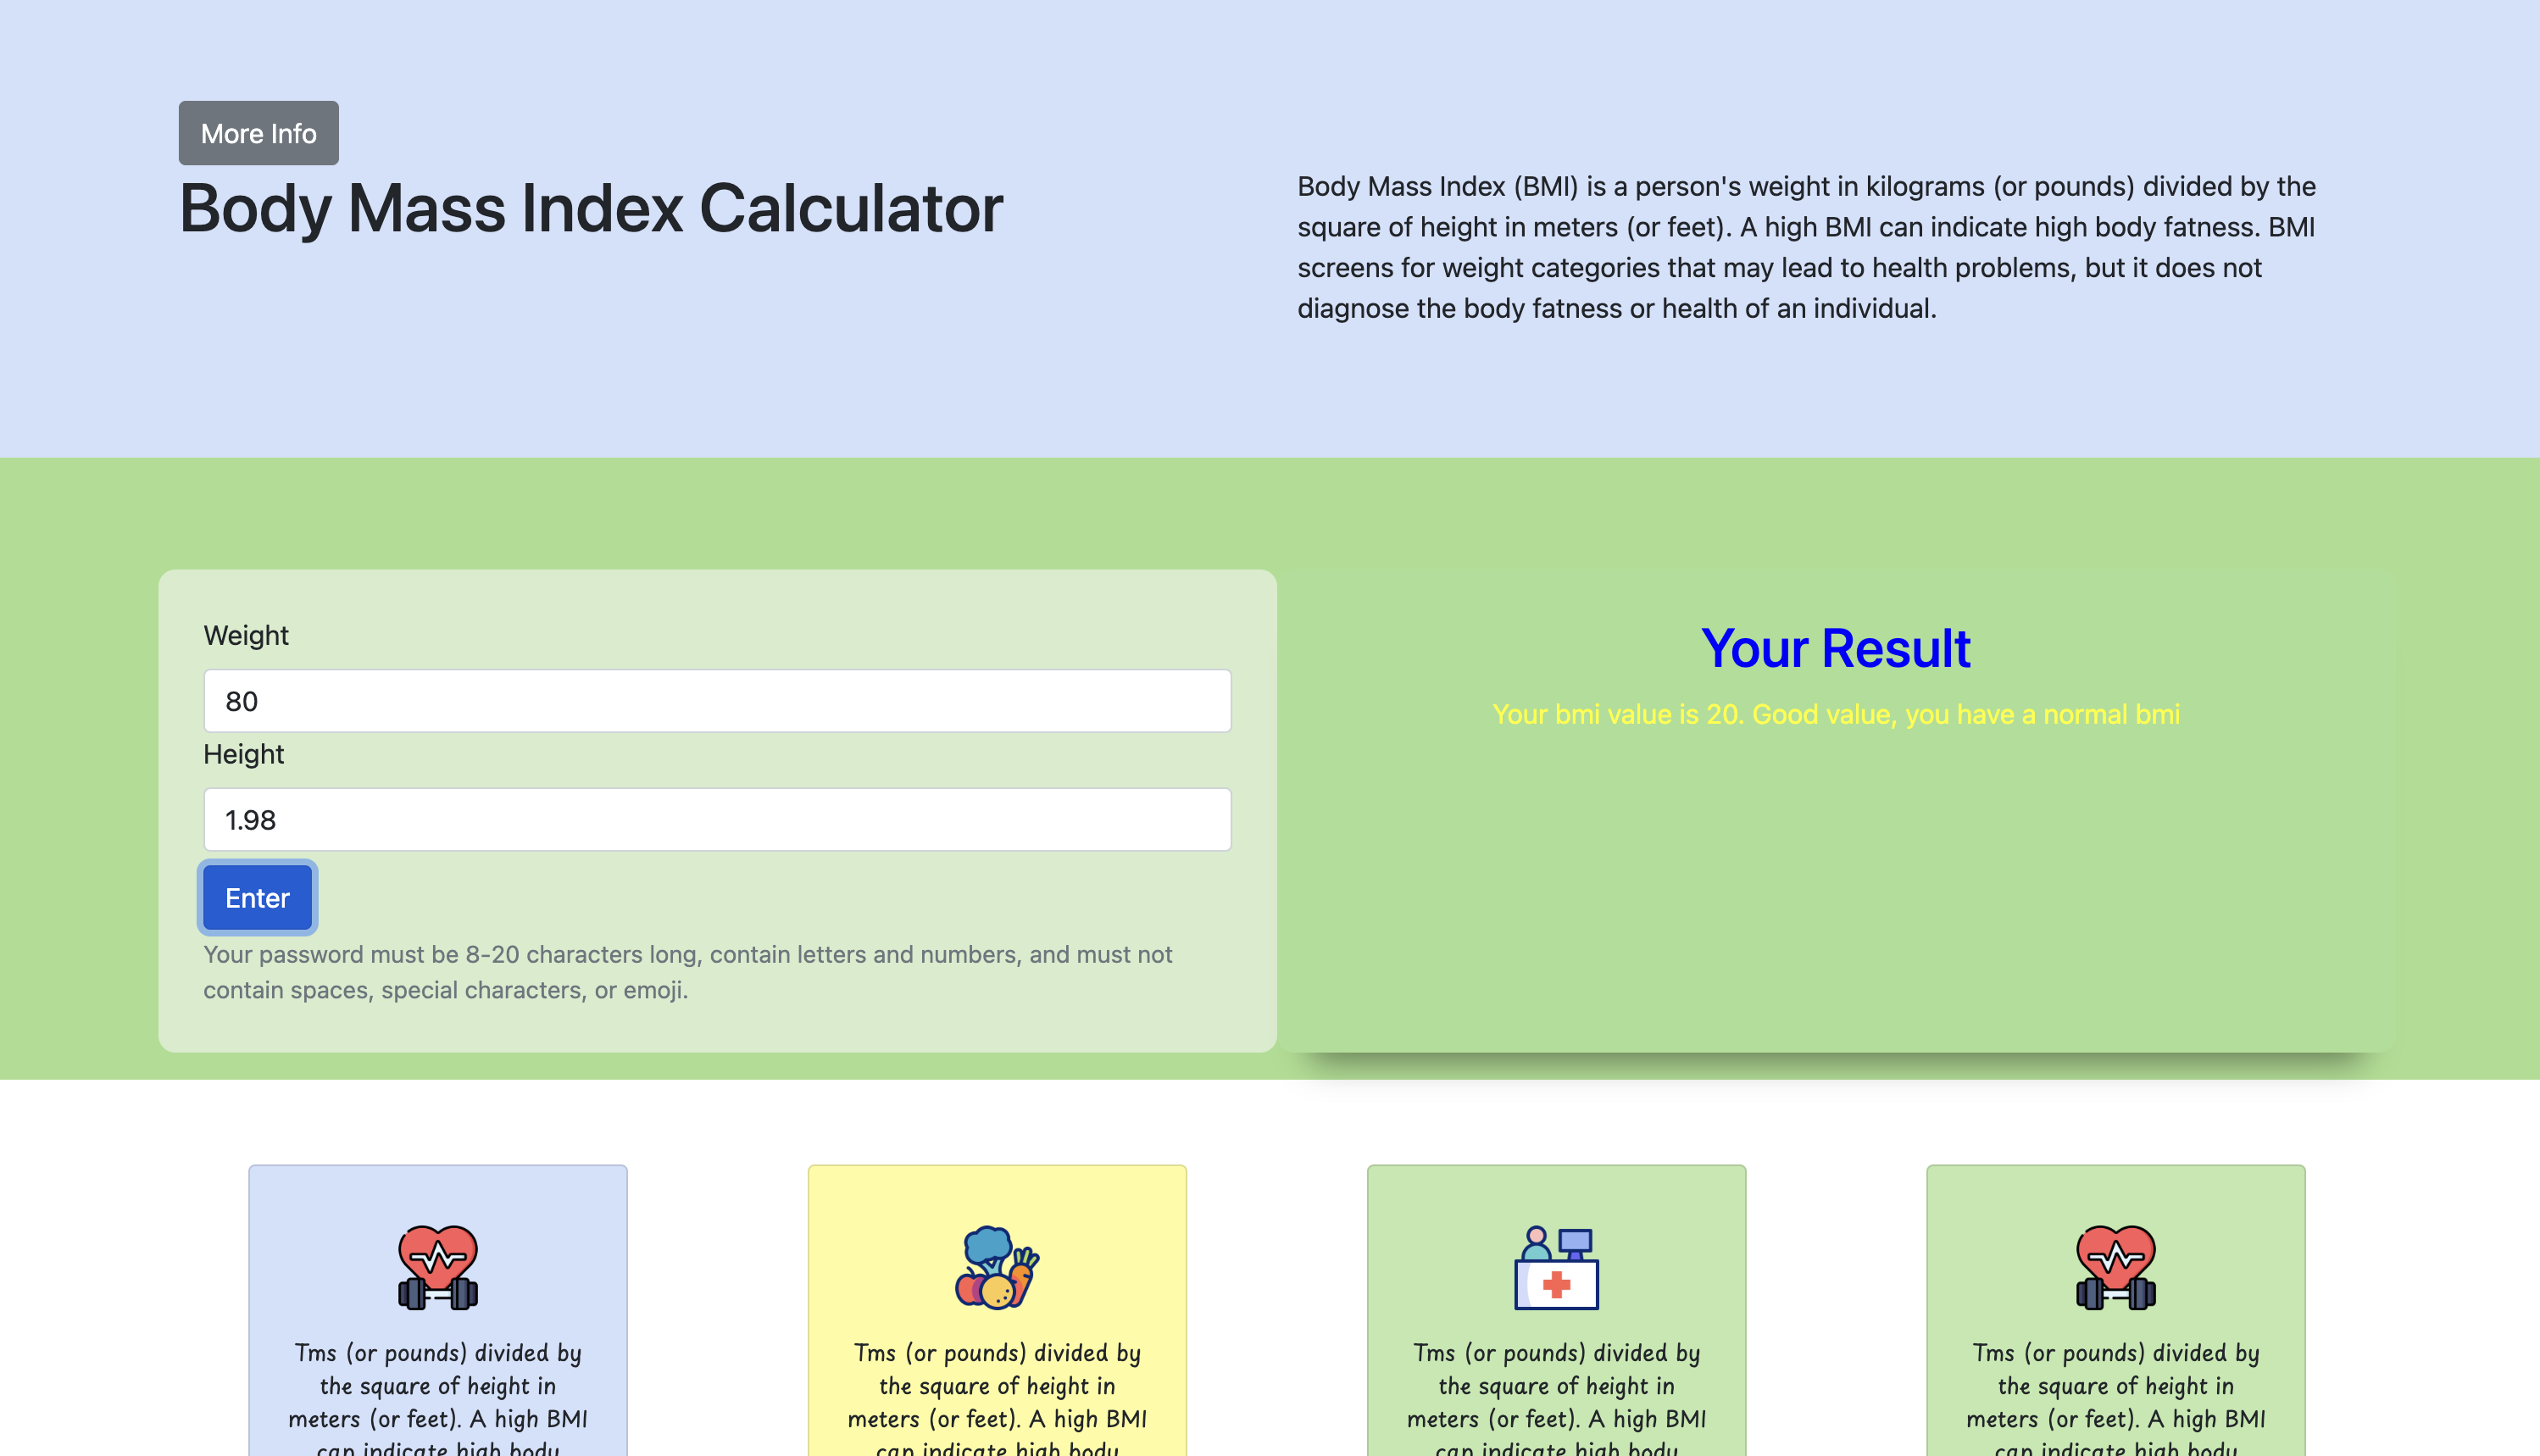 More Info
Body Mass Index Calculator
Body Mass Index (BMI) is a person's weight in kilograms (or pounds) divided by the
square of height in meters (or feet). A high BMI can indicate high body fatness. BMI
screens for weight categories that may lead to health problems, but it does not
diagnose the body fatness or health of an individual.
Weight
80
Height
1.98
Enter
Your password must be 8-20 characters long, contain letters and numbers, and must not
contain spaces, special characters, or emoji.
Your Result
Your bmi value is 20. Good value, you have a normal bmi
Tms (or pounds) divided by
the square of height in
meters (or feet). A high BMI
can indicate high body
Tms (or pounds) divided by
the square of height in
meters (or feet). A high BMI
can indicate high body
Tms (or pounds) divided by
the square of height in
meters (or feet). A high BMI
can indicate high body
Tms (or pounds) divided by
the square of height in
meters (or feet). A high BMI
can indicate high body